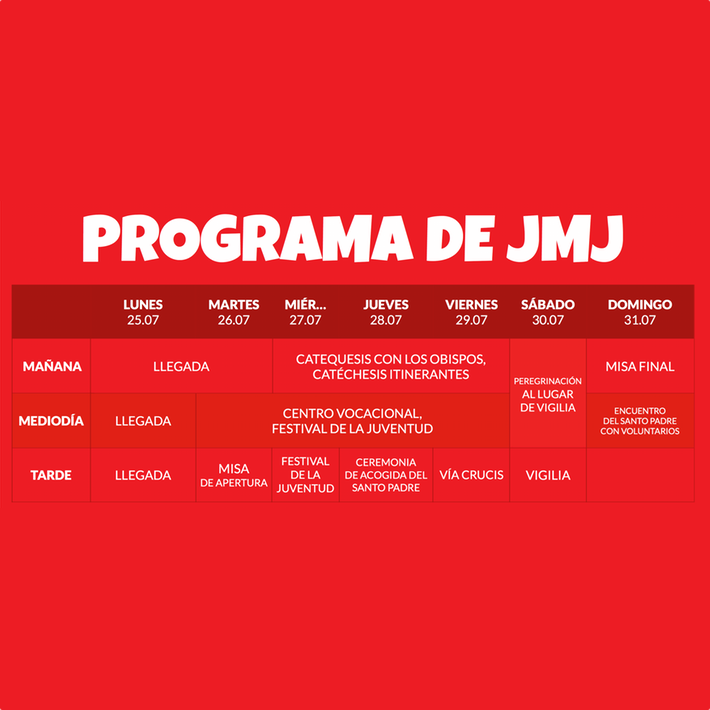 PROGRAMA DE JMJ
LUNES MARTES MIÉR... JUEVES VIERNES SÁBADO DOMINGO
25.07 26.07 27.07 28.07 29.07 30.07 31.07
MAÑANA
LLEGADA
CATEQUESIS CON LOS OBISPOS,
CATÉCHESIS ITINERANTES
PEREGRINACIÓN
AL LUGAR
DE VIGILIA
MISA FINAL
MEDIODÍA
LLEGADA
CENTRO VOCACIONAL,
FESTIVAL DE LA JUVENTUD
ENCUENTRO
DEL SANTO PADRE
CON VOLUNTARIOS
TARDE
LLEGADA
MISA
DE APERTURA
FESTIVAL
DE LA
JUVENTUD
CEREMONIA
DE ACOGIDA DEL
SANTO PADRE
VÍA CRUCIS
VIGILIA